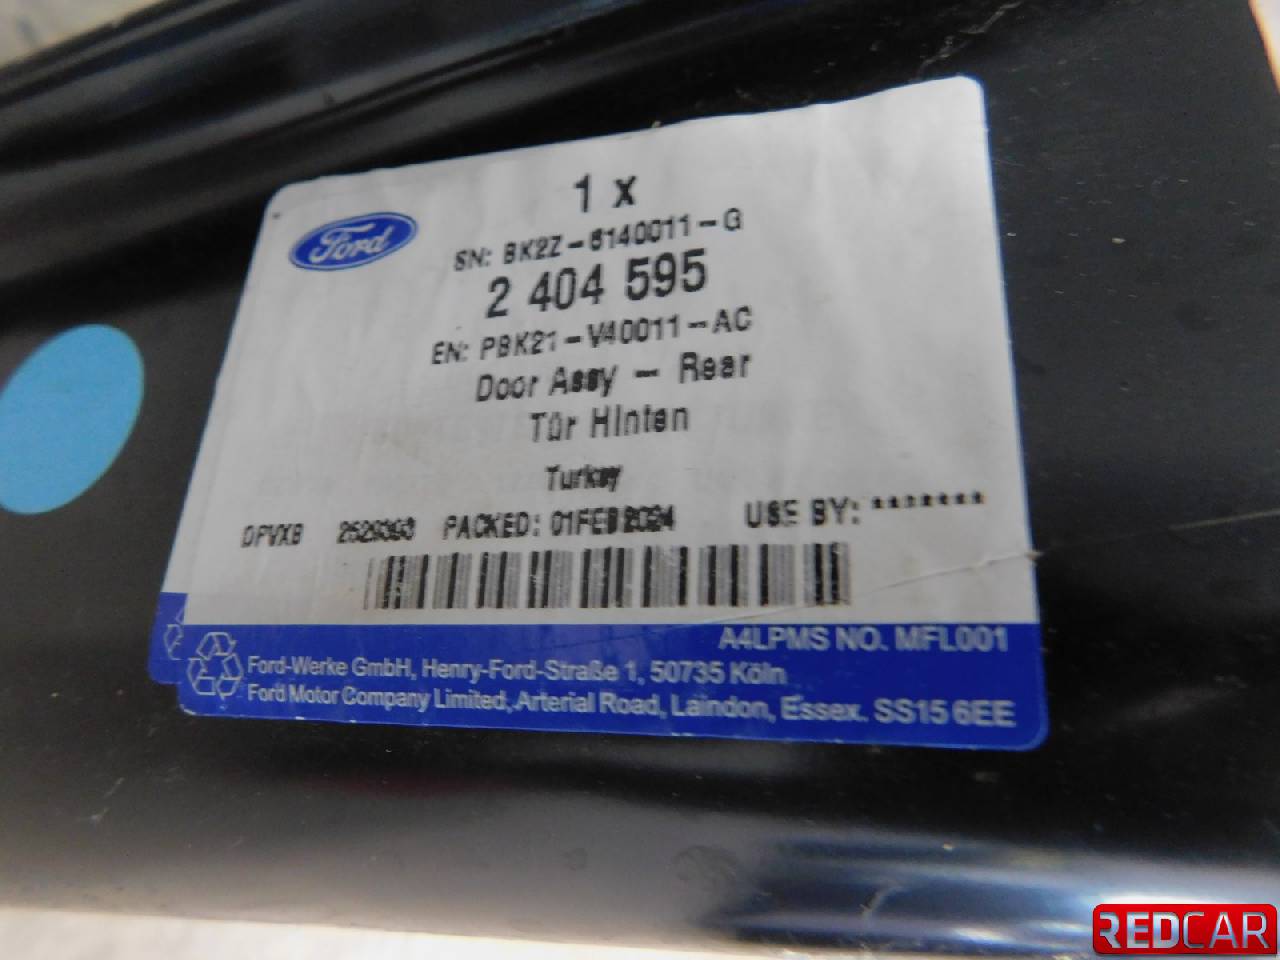 Ford
1 x
SN: BK2Z-6140011-G
2 404 595
EN: PBK21-V40011-AC
Door Assy - Rear
Tür Hinten
Turkey
DPVXB 2529393 PACKED: 01FEB2024 USE BY: *******
A4LPMS NO. MFL001
Ford-Werke GmbH, Henry-Ford-Straße 1, 50735 Köln
Ford Motor Company Limited, Arterial Road, Laindon, Essex. SS15 6EE
REDCAR